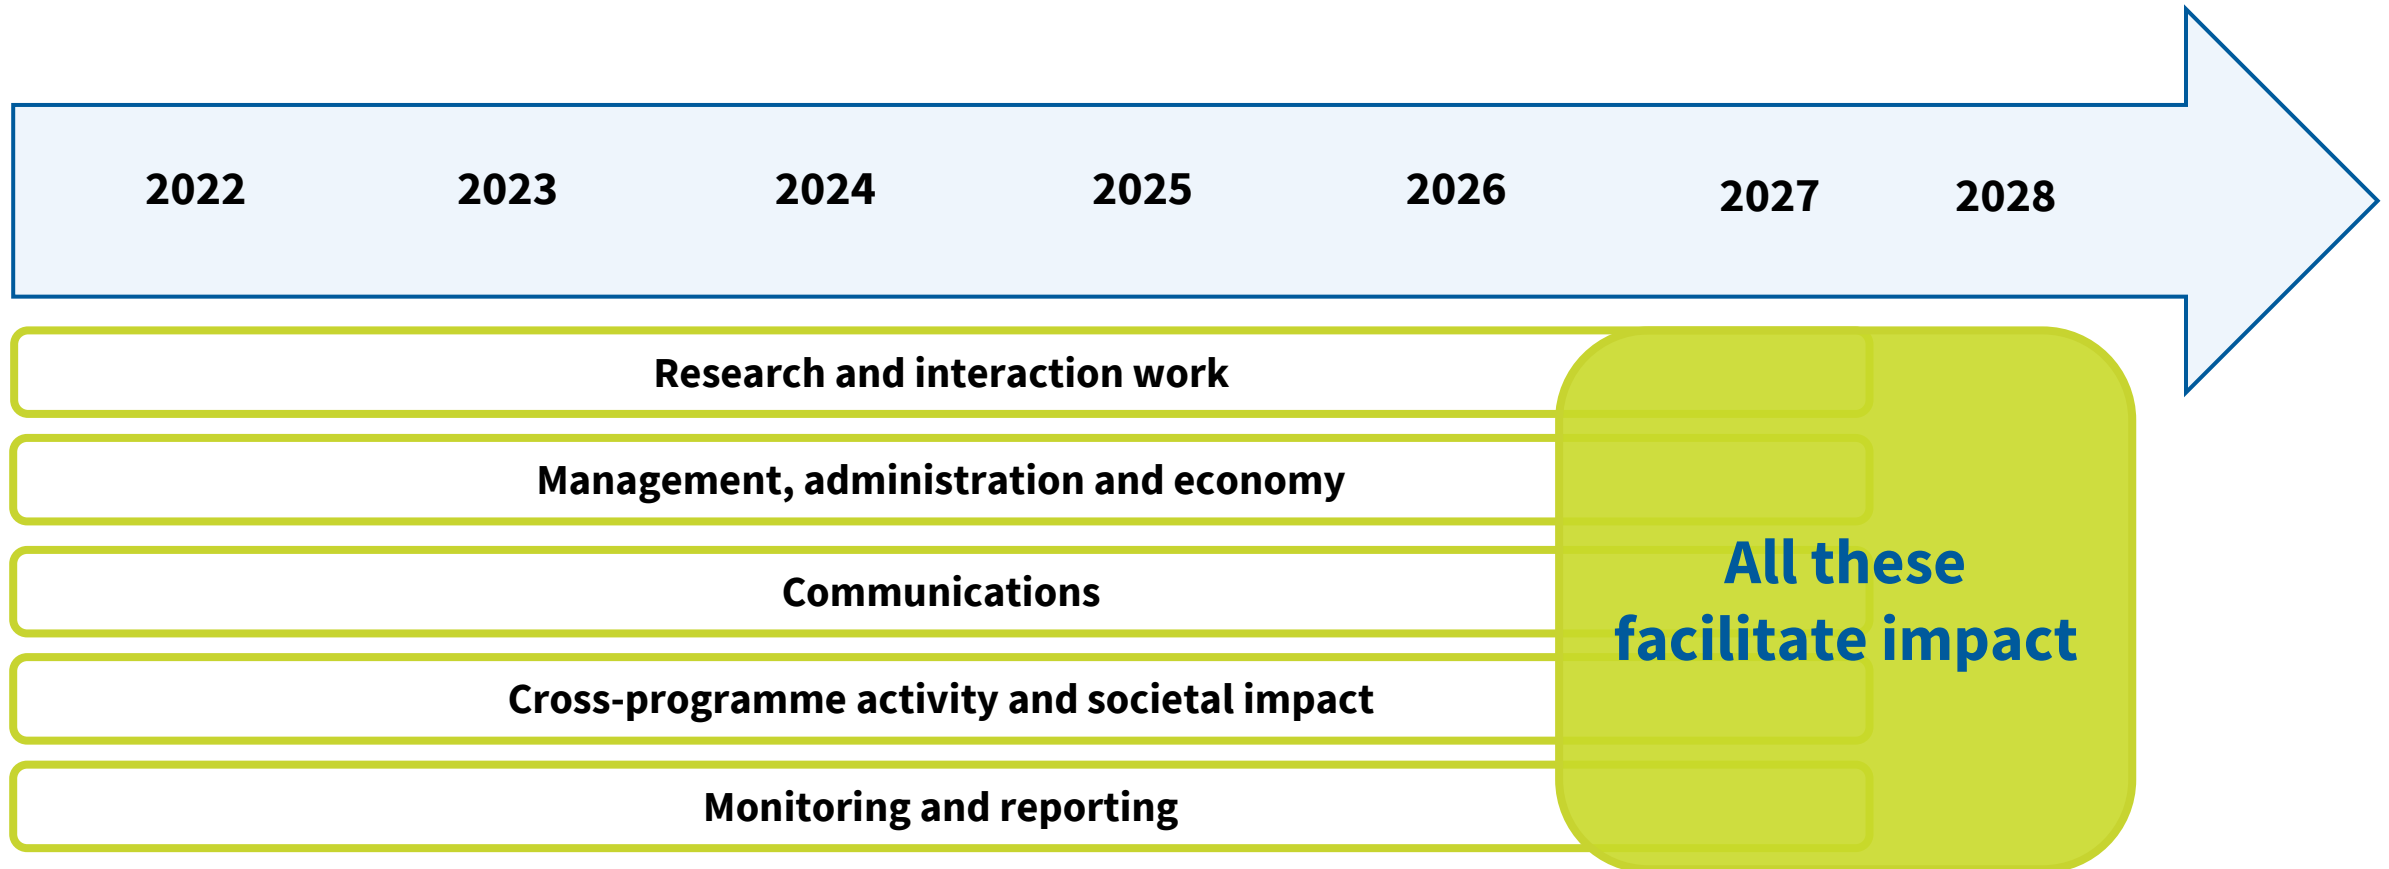 2022 2023 2024 2025 2026 2027 2028
Research and interaction work
Management, administration and economy
Communications
Cross-programme activity and societal impact
Monitoring and reporting
All these
facilitate impact